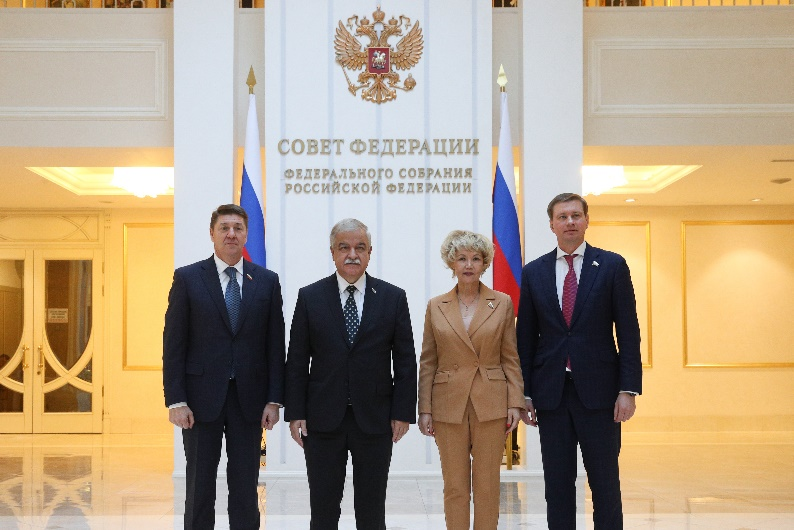 СОВЕТ ФЕДЕРАЦИИ
ФЕДЕРАЛЬНОГО СОБРАНИЯ
РОССИЙСКОЙ ФЕДЕРАЦИИ